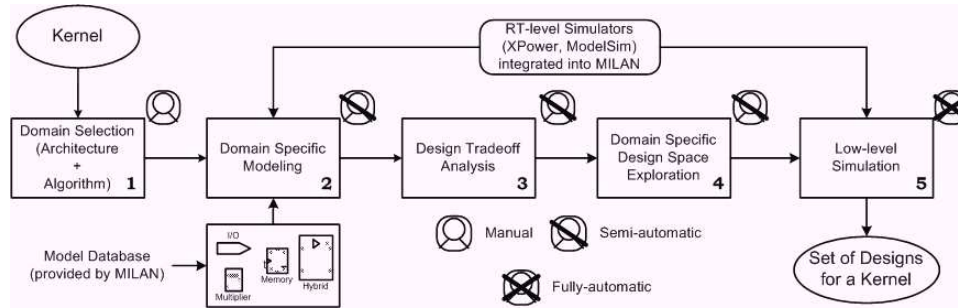 Kernel
RT-level Simulators
(XPower, ModelSim)
integrated into MILAN
Domain Selection
(Architecture
+
Algorithm)
1
Domain Specific
Modeling
2
Design Tradeoff
Analysis
3
Domain Specific
Design Space
Exploration
4
Low-level
Simulation
5
Model Database
(provided by MILAN)
I/O
Multiplier
Memory
Hybrid
Manual
Semi-automatic
Fully-automatic
Set of Designs
for a Kernel